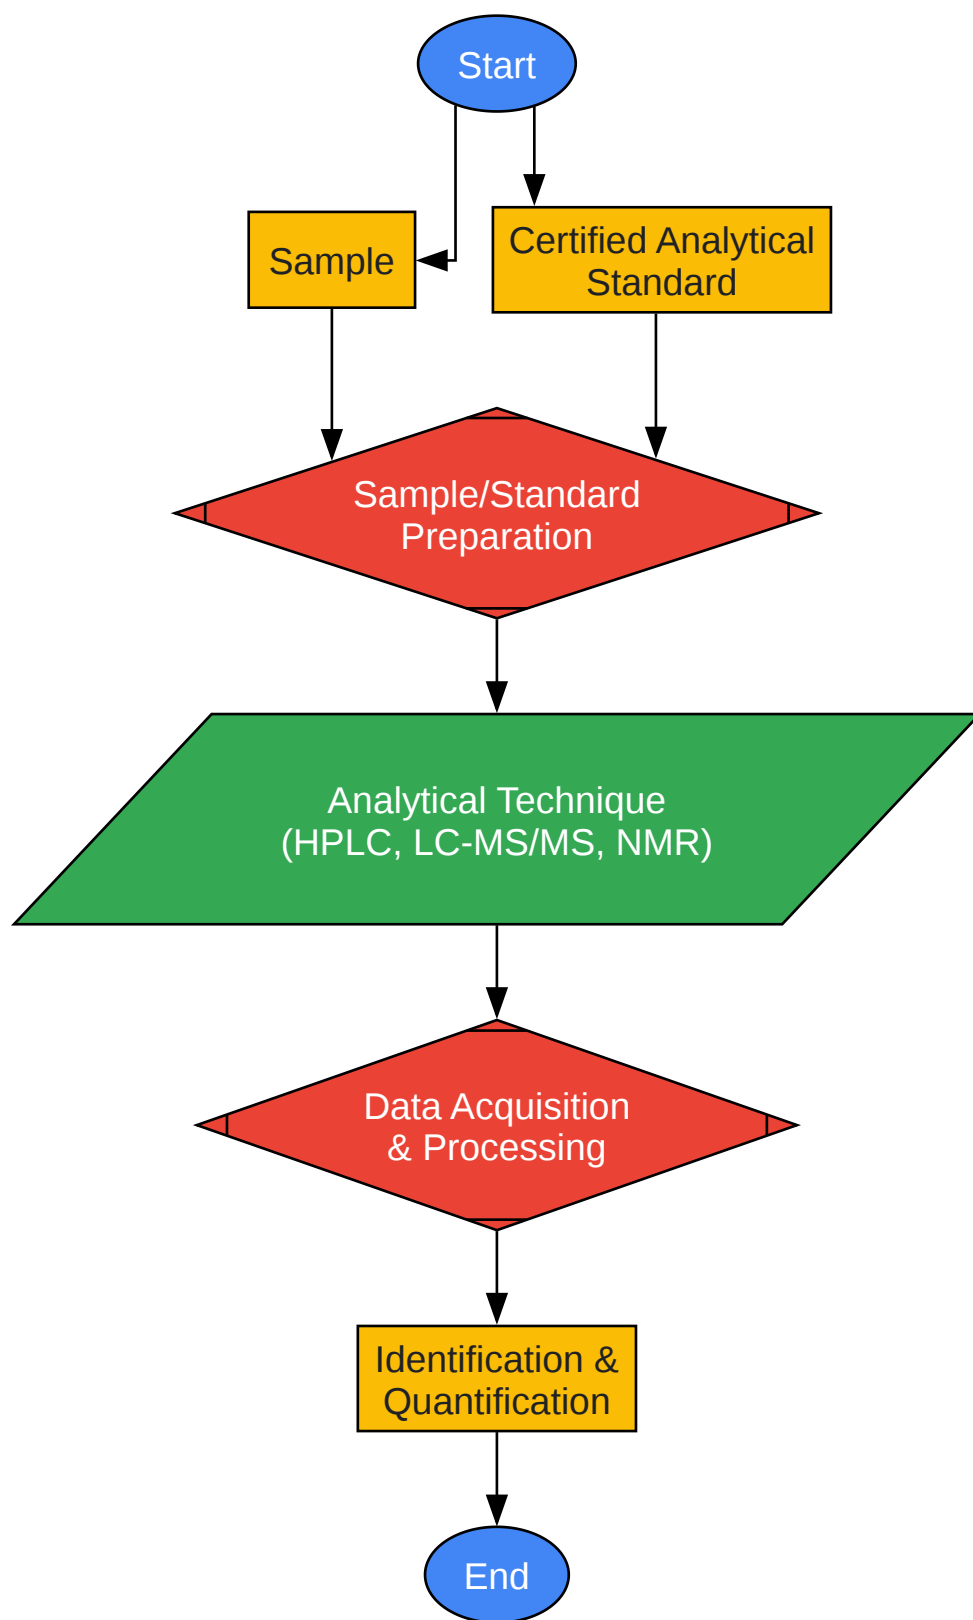 Start
Sample
Certified Analytical
Standard
Sample/Standard
Preparation
Analytical Technique
(HPLC, LC-MS/MS, NMR)
Data Acquisition
& Processing
Identification &
Quantification
End